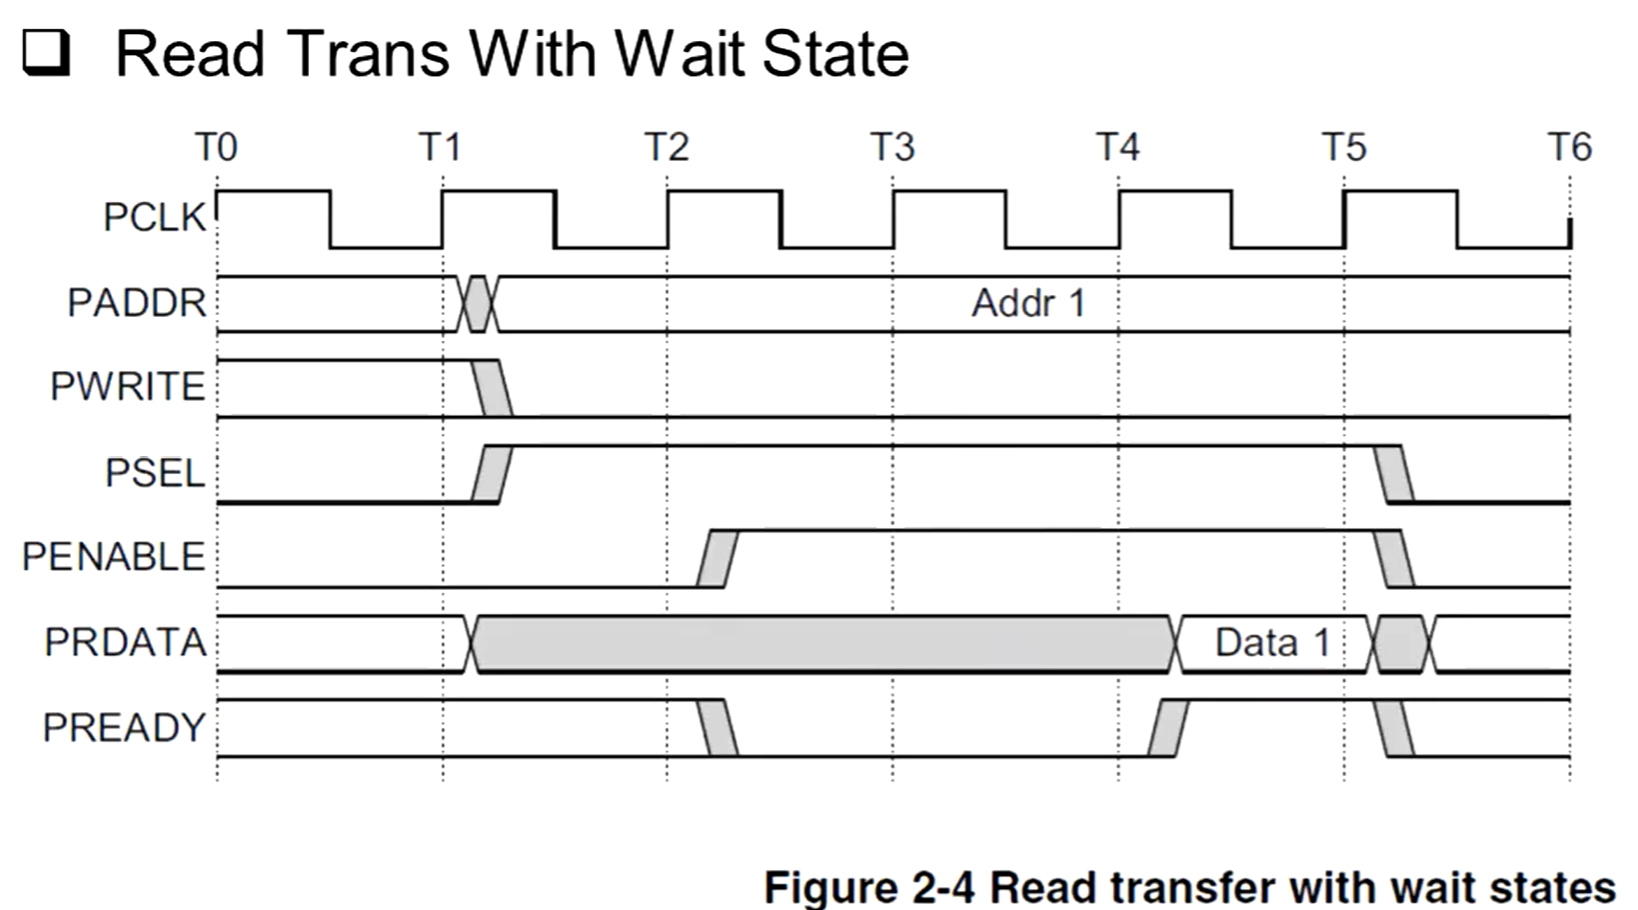 Read Trans With Wait State
T0 T1 T2 T3 T4 T5 T6
PCLK
PADDR Addr 1
PWRITE
PSEL
PENABLE
PRDATA Data 1
PREADY
Figure 2-4 Read transfer with wait states